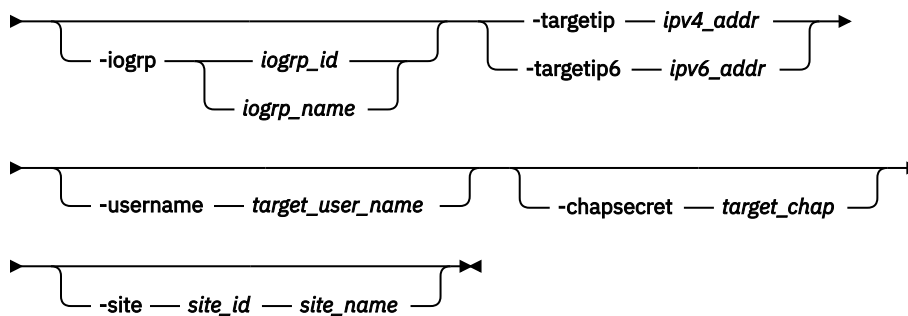 -targetip ipv4_addr
-iogrp iogrp_id -targetip6 ipv6_addr
iogrp_name
-username target_user_name -chapsecret target_chap
-site site_id site_name